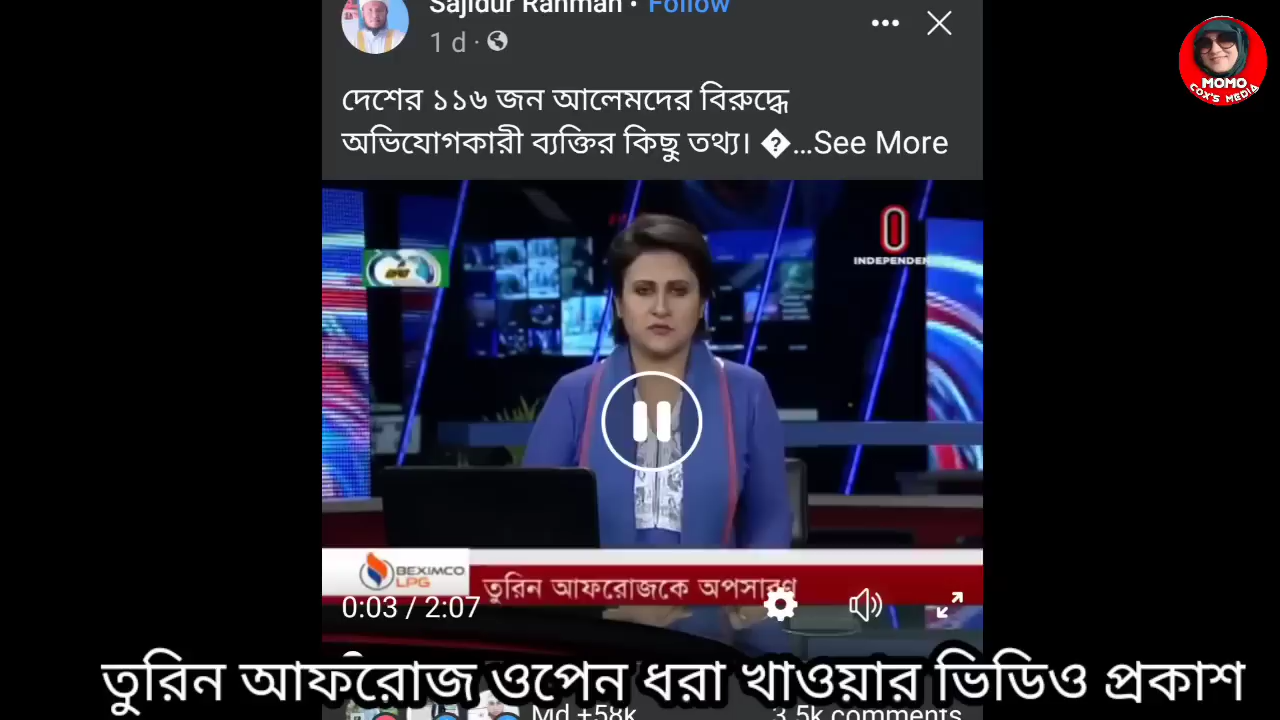 Sajidur Rahman · Follow
1 d ·
MOMO
COX'S MEDIA
দেশের ১১৬ জন আলেমদের বিরুদ্ধে
অভিযোগকারী ব্যক্তির কিছু তথ্য। �...See More
INDEPENDEN
BEXIMCO
LPG
তুরিন আফরোজকে অপসারণ
0:03 / 2:07
তুরিন আফরোজ ওপেন ধরা খাওয়ার ভিডিও প্রকাশ
Md +58k
3.5k comments